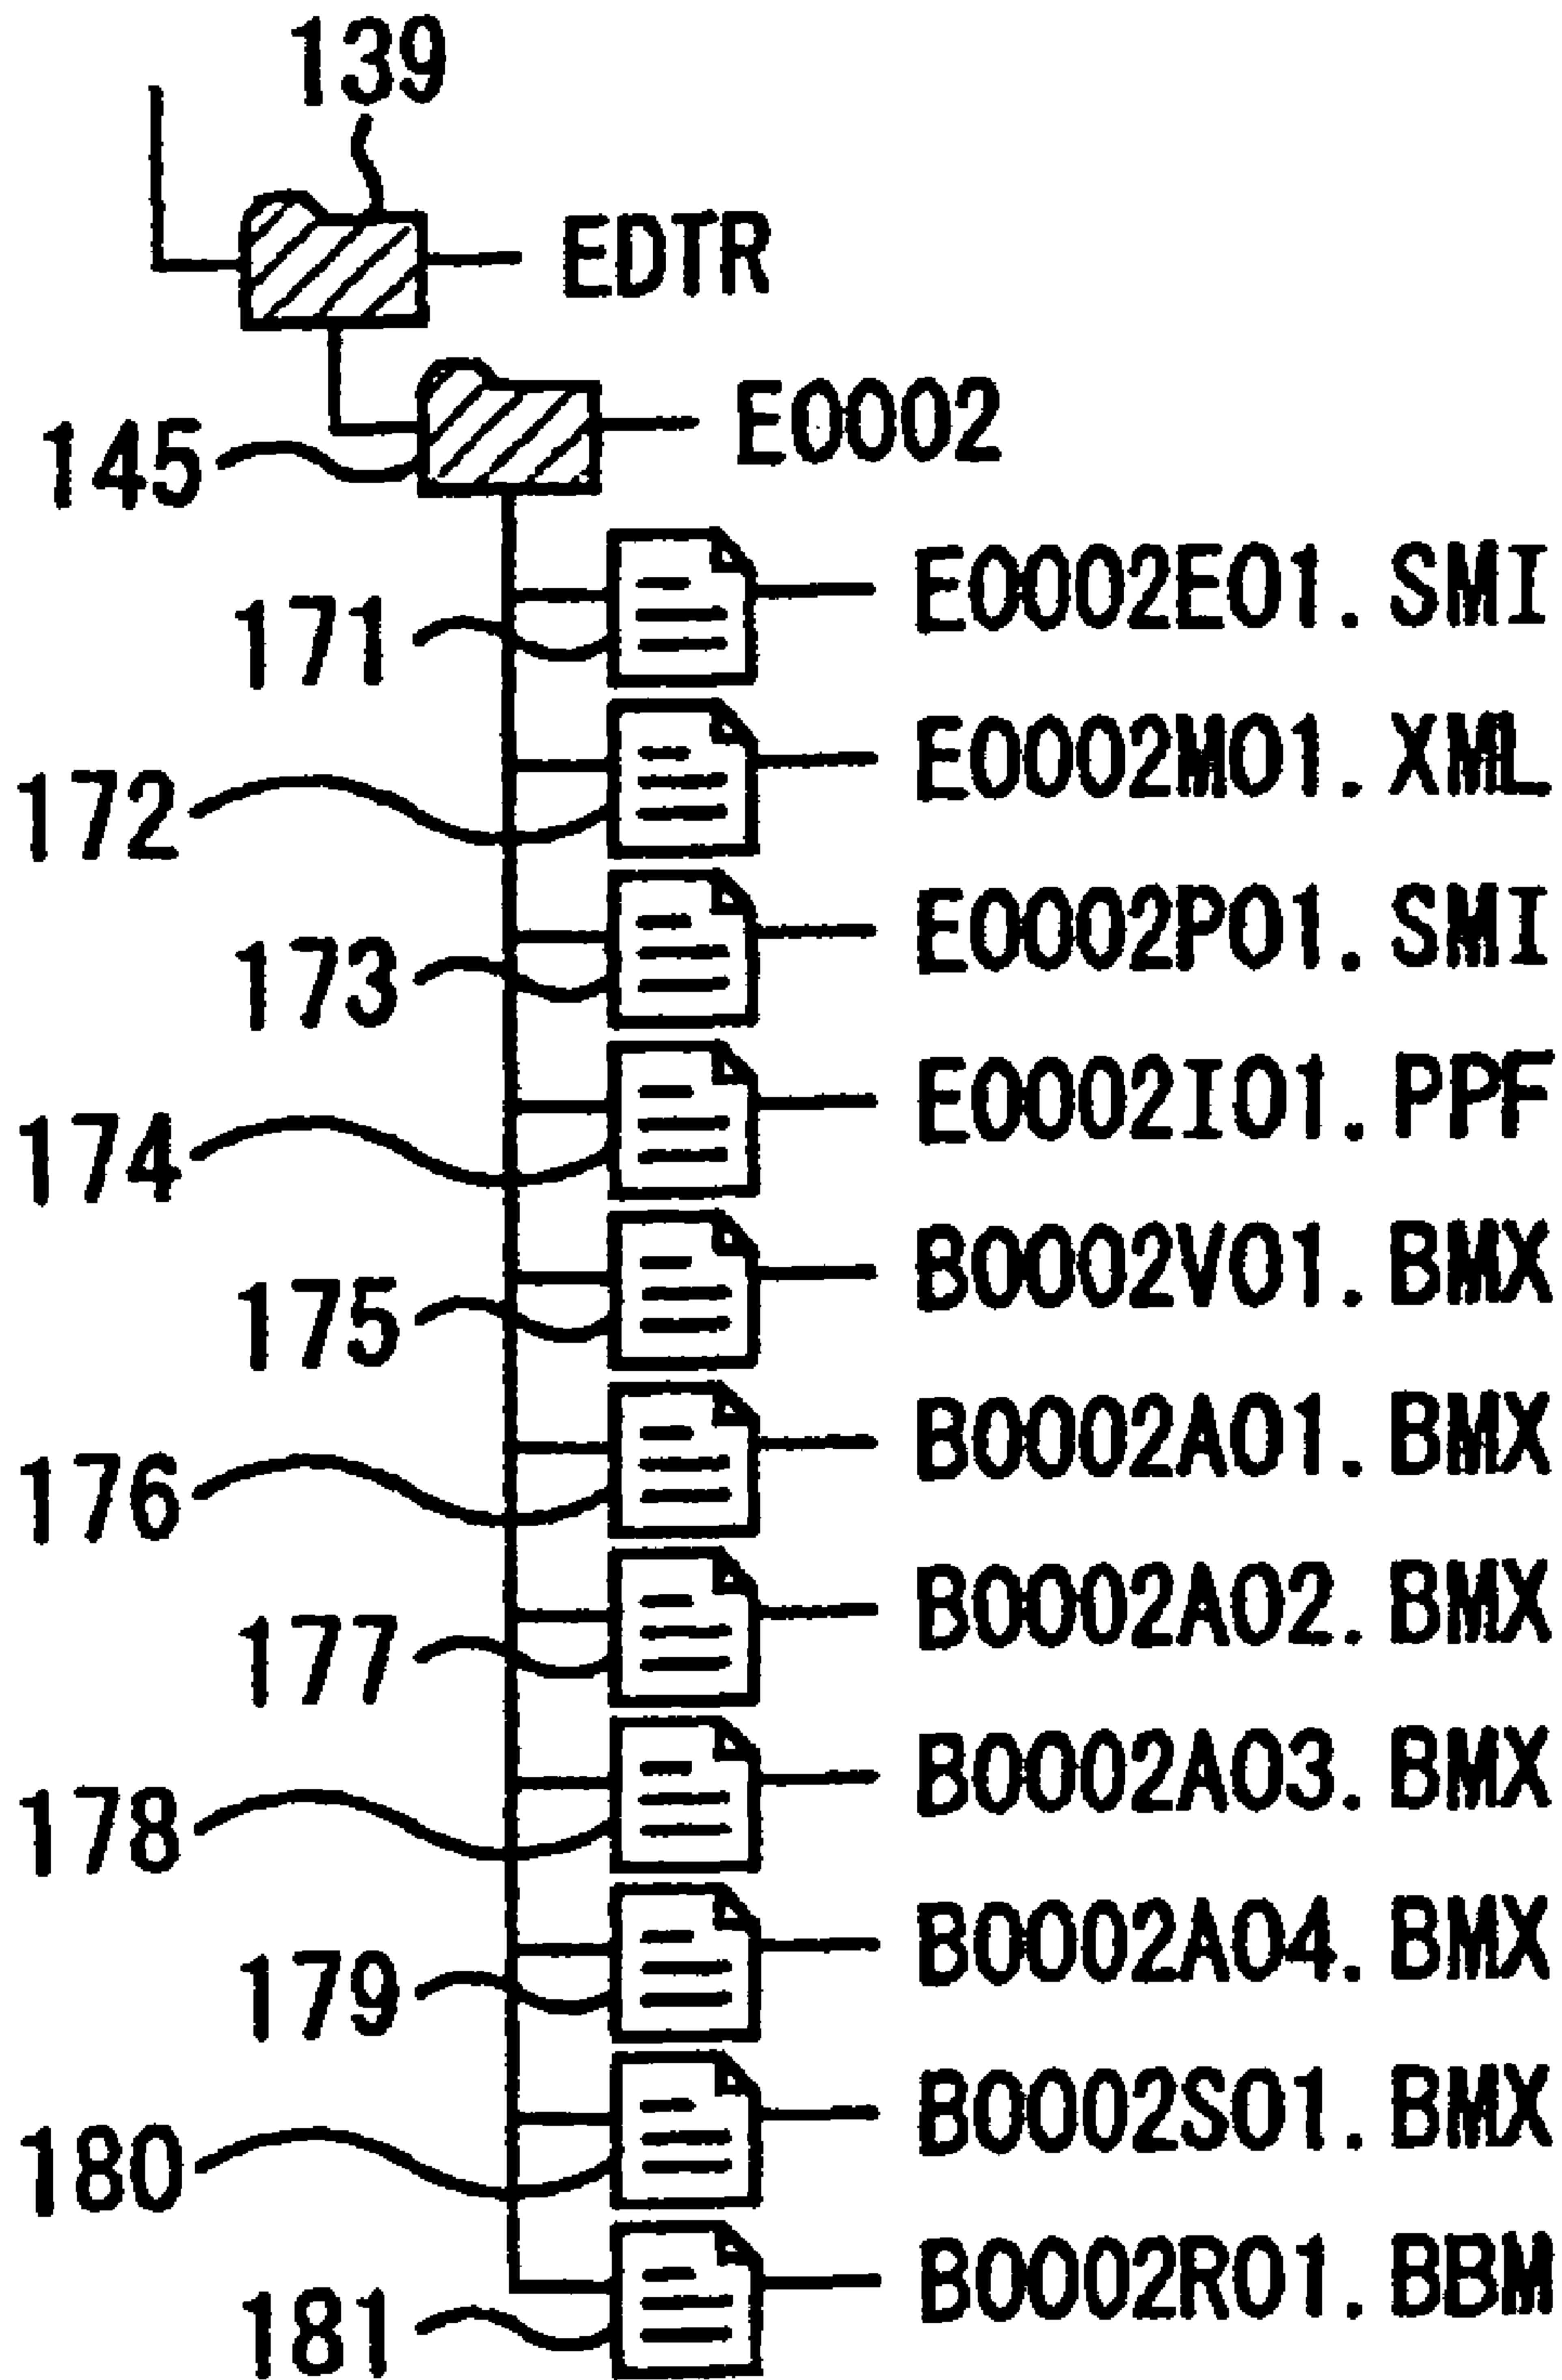 139
EDTR
145 E0002
171 E0002E01.SMI
172 E0002M01.XML
173 E0002P01.SMI
174 E0002I01.PPF
175 B0002V01.BMX
176 B0002A01.BMX
177 B0002A02.BMX
178 B0002A03.BMX
179 B0002A04.BMX
180 B0002S01.BMX
181 B0002R01.BBM